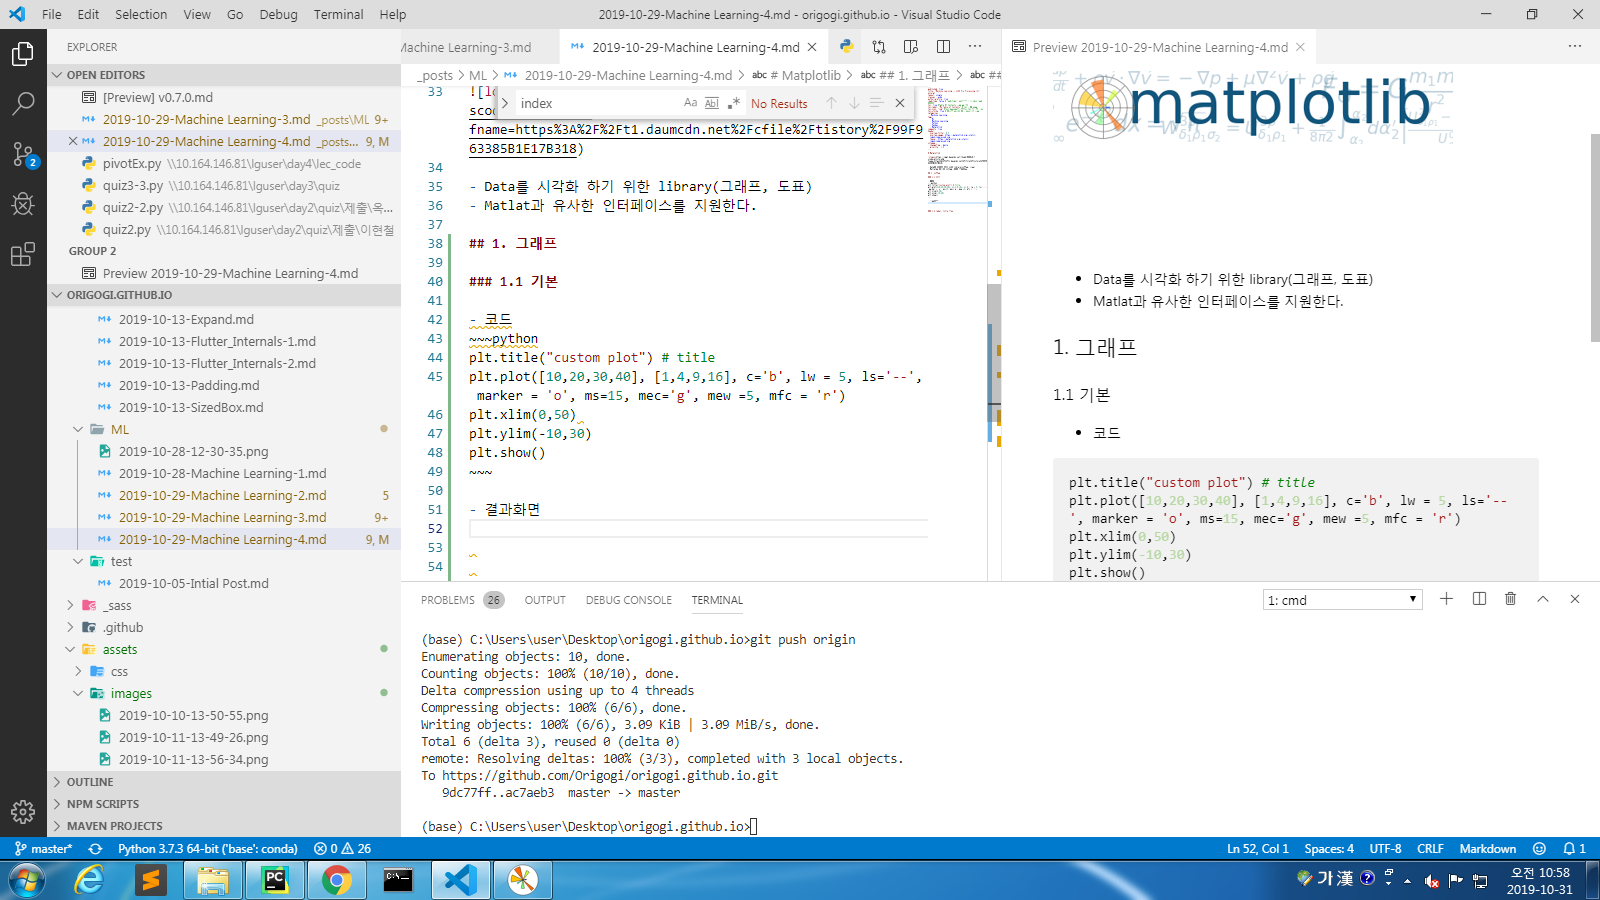 File Edit Selection View Go Debug Terminal Help
2019-10-29-Machine Learning-4.md - origogi.github.io - Visual Studio Code
EXPLORER
OPEN EDITORS
[Preview] v0.7.0.md
2019-10-29-Machine Learning-3.md _posts\ML 9+
2019-10-29-Machine Learning-4.md _posts... 9, M
pivotEx.py \\10.164.146.81\lguser\day4\lec_code
quiz3-3.py \\10.164.146.81\lguser\day3\quiz
quiz2-2.py \\10.164.146.81\lguser\day2\quiz\제출\옥...
quiz2.py \\10.164.146.81\lguser\day2\quiz\제출\이현철
GROUP 2
Preview 2019-10-29-Machine Learning-4.md
ORIGOGI.GITHUB.IO
2019-10-13-Expand.md
2019-10-13-Flutter_Internals-1.md
2019-10-13-Flutter_Internals-2.md
2019-10-13-Padding.md
2019-10-13-SizedBox.md
ML
2019-10-28-12-30-35.png
2019-10-28-Machine Learning-1.md
2019-10-29-Machine Learning-2.md 5
2019-10-29-Machine Learning-3.md 9+
2019-10-29-Machine Learning-4.md 9, M
test
2019-10-05-Intial Post.md
_sass
.github
assets
css
images
2019-10-10-13-50-55.png
2019-10-11-13-49-26.png
2019-10-11-13-56-34.png
OUTLINE
NPM SCRIPTS
MAVEN PROJECTS
2
Machine Learning-3.md
2019-10-29-Machine Learning-4.md
_posts > ML > 2019-10-29-Machine Learning-4.md > # Matplotlib > ## 1. 그래프 > ##
index
Aa Abl .* No Results
33 ![l
sco
fname=https%3A%2F%2Ft1.daumcdn.net%2Fcfile%2Ftistory%2F99F9
63385B1E17B318)
34
35 - Data를 시각화 하기 위한 library(그래프, 도표)
36 - Matlat과 유사한 인터페이스를 지원한다.
37
38 ## 1. 그래프
39
40 ### 1.1 기본
41
42 - 코드
43 ~~~python
44 plt.title("custom plot") # title
45 plt.plot([10,20,30,40], [1,4,9,16], c='b', lw = 5, ls='--',
marker = 'o', ms=15, mec='g', mew =5, mfc = 'r')
46 plt.xlim(0,50)
47 plt.ylim(-10,30)
48 plt.show()
49 ~~~
50
51 - 결과화면
52
53
54
Preview 2019-10-29-Machine Learning-4.md
matplotlib
Data를 시각화 하기 위한 library(그래프, 도표)
Matlat과 유사한 인터페이스를 지원한다.
1. 그래프
1.1 기본
코드
plt.title("custom plot") # title
plt.plot([10,20,30,40], [1,4,9,16], c='b', lw = 5, ls='--
', marker = 'o', ms=15, mec='g', mew =5, mfc = 'r')
plt.xlim(0,50)
plt.ylim(-10,30)
plt.show()
PROBLEMS 26 OUTPUT DEBUG CONSOLE TERMINAL
1: cmd
(base) C:\Users\user\Desktop\origogi.github.io>git push origin
Enumerating objects: 10, done.
Counting objects: 100% (10/10), done.
Delta compression using up to 4 threads
Compressing objects: 100% (6/6), done.
Writing objects: 100% (6/6), 3.09 KiB | 3.09 MiB/s, done.
Total 6 (delta 3), reused 0 (delta 0)
remote: Resolving deltas: 100% (3/3), completed with 3 local objects.
To https://github.com/Origogi/origogi.github.io.git
9dc77ff..ac7aeb3 master -> master
(base) C:\Users\user\Desktop\origogi.github.io>
master* Python 3.7.3 64-bit ('base': conda) 0 26
Ln 52, Col 1 Spaces: 4 UTF-8 CRLF Markdown 1
가 漢
오전 10:58
2019-10-31